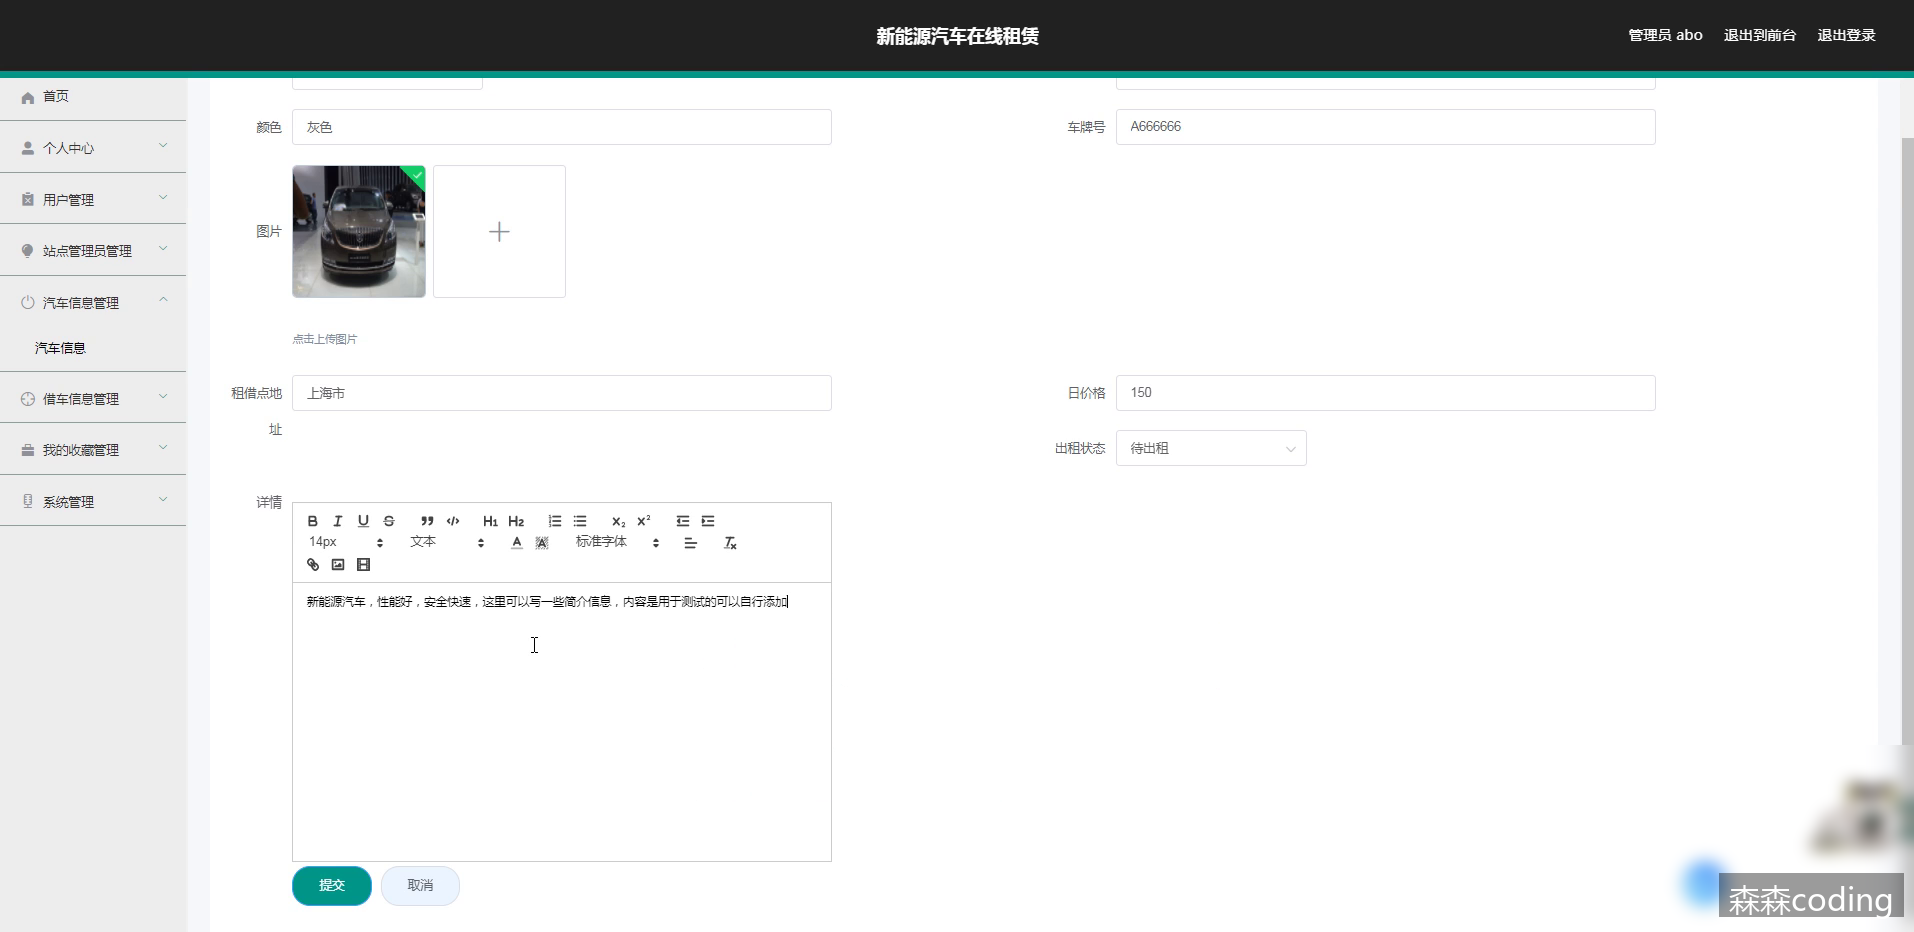 新能源汽车在线租赁
管理员 abo
退出到前台
退出登录
首页
个人中心
用户管理
站点管理员管理
汽车信息管理
汽车信息
借车信息管理
我的收藏管理
系统管理
颜色
灰色
车牌号
A666666
图片
点击上传图片
租借点地
址
上海市
日价格
150
出租状态
待出租
详情
14px
文本
标准字体
新能源汽车，性能好，安全快速，这里可以写一些简介信息，内容是用于测试的可以自行添加
提交
取消
森森coding